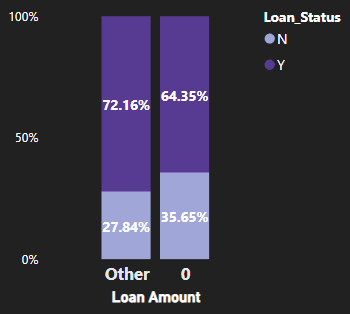 100%
50%
0%
72.16%
64.35%
27.84%
35.65%
Other
0
Loan Amount
Loan_Status
N
Y